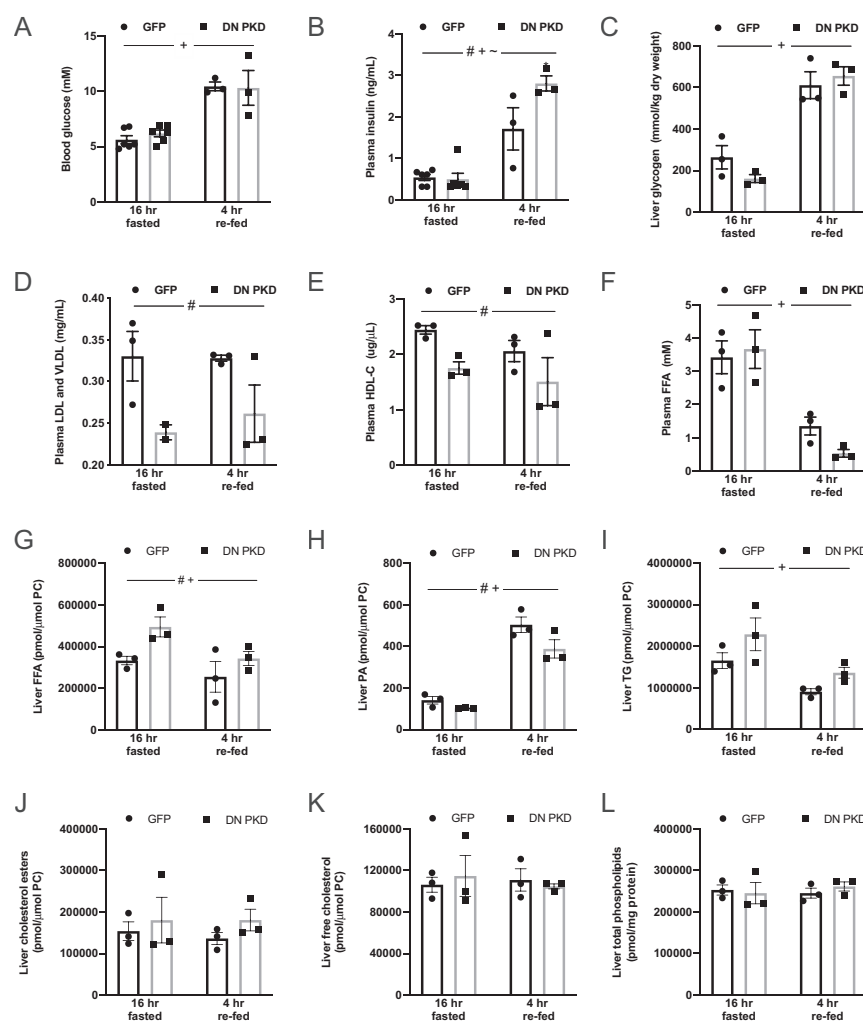 A
GFP DN PKD
+
Blood glucose (mM)
15
10
5
0
16 hr
fasted
4 hr
re-fed
B
GFP DN PKD
# + ~
*
Plasma insulin (ng/mL)
4
3
2
1
0
16 hr
fasted
4 hr
re-fed
C
GFP DN PKD
+
Liver glycogen (mmol/kg dry weight)
800
600
400
200
0
16 hr
fasted
4 hr
re-fed
D
GFP DN PKD
#
Plasma LDL and VLDL (mg/mL)
0.40
0.35
0.30
0.25
0.20
16 hr
fasted
4 hr
re-fed
E
GFP DN PKD
#
Plasma HDL-C (ug/μL)
3
2
1
0
16 hr
fasted
4 hr
re-fed
F
GFP DN PKD
+
Plasma FFA
(mM)
5
4
3
2
1
0
16 hr
fasted
4 hr
re-fed
G
GFP DN PKD
# +
Liver FFA (pmol/μmol PC)
800000
600000
400000
200000
0
16 hr
fasted
4 hr
re-fed
H
GFP DN PKD
# +
Liver PA (pmol/μmol PC)
800
600
400
200
0
16 hr
fasted
4 hr
re-fed
I
GFP DN PKD
+
Liver TG (pmol/μmol PC)
4000000
3000000
2000000
1000000
0
16 hr
fasted
4 hr
re-fed
J
GFP DN PKD
Liver cholesterol esters
(pmol/μmol PC)
400000
300000
200000
100000
0
16 hr
fasted
4 hr
re-fed
K
GFP DN PKD
Liver free cholesterol
(pmol/μmol PC)
160000
120000
80000
40000
0
16 hr
fasted
4 hr
re-fed
L
GFP DN PKD
Liver total phospholipids
(pmol/mg protein)
400000
300000
200000
100000
0
16 hr
fasted
4 hr
re-fed